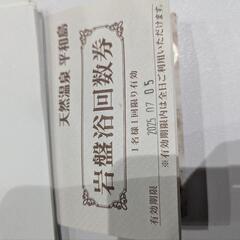 天然温泉 平和島
岩盤浴回数券
1名様1回限り有効
2025.07.05
有効期限
※有効期限内は全日ご利用いただけます。